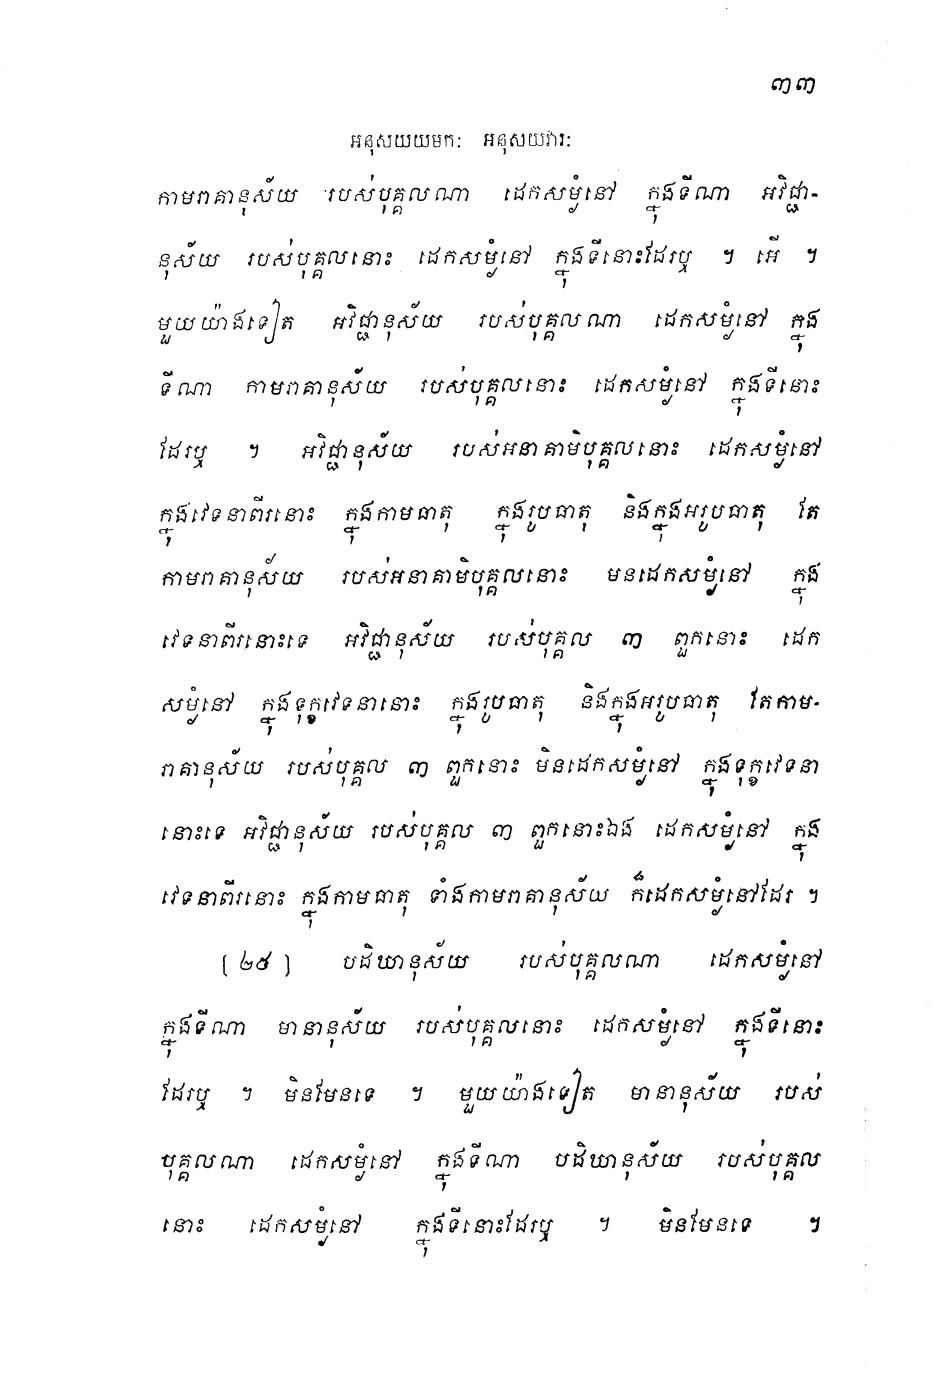 ៣៣
អនុសយយមកៈ អនុសយវារៈ
កាមរាគានុស័យ របស់បុគ្គលណា ដេកសម្ងំនៅ ក្នុងទីណា អវិជ្ជា-
នុស័យ របស់បុគ្គលនោះ ដេកសម្ងំនៅ ក្នុងទីនោះដែរឬ ។ អើ ។
មួយយ៉ាងទៀត អវិជ្ជានុស័យ របស់បុគ្គលណា ដេកសម្ងំនៅ ក្នុង
ទីណា កាមរាគានុស័យ របស់បុគ្គលនោះ ដេកសម្ងំនៅ ក្នុងទីនោះ
ដែរឬ ។ អវិជ្ជានុស័យ របស់អនាគាមិបុគ្គលនោះ ដេកសម្ងំនៅ
ក្នុងវេទនាពីរនោះ ក្នុងកាមធាតុ ក្នុងរូបធាតុ និងក្នុងអរូបធាតុ តែ
កាមរាគានុស័យ របស់អនាគាមិបុគ្គលនោះ មនដេកសម្ងំនៅ ក្នុង
វេទនាពីរនោះទេ អវិជ្ជានុស័យ របស់បុគ្គល ៣ ពួកនោះ ដេក
សម្ងំនៅ ក្នុងទុក្ខវេទនានោះ ក្នុងរូបធាតុ និងក្នុងអរូបធាតុ តែកាម-
រាគានុស័យ របស់បុគ្គល ៣ ពួកនោះ មិនដេកសម្ងំនៅ ក្នុងទុក្ខវេទនា
នោះទេ អវិជ្ជានុស័យ របស់បុគ្គល ៣ ពួកនោះឯង ដេកសម្ងំនៅ ក្នុង
វេទនាពីរនោះ ក្នុងកាមធាតុ ទាំងកាមរាគានុស័យ ក៏ដេកសម្ងំនៅដែរ ។
[ ២៥ ] បដិឃានុស័យ របស់បុគ្គលណា ដេកសម្ងំនៅ
ក្នុងទីណា មានានុស័យ របស់បុគ្គលនោះ ដេកសម្ងំនៅ ក្នុងទីនោះ
ដែរឬ ។ មិនមែនទេ ។ មួយយ៉ាងទៀត មានានុស័យ របស់
បុគ្គលណា ដេកសម្ងំនៅ ក្នុងទីណា បដិឃានុស័យ របស់បុគ្គល
នោះ ដេកសម្ងំនៅ ក្នុងទីនោះដែរឬ ។ មិនមែនទេ ៕